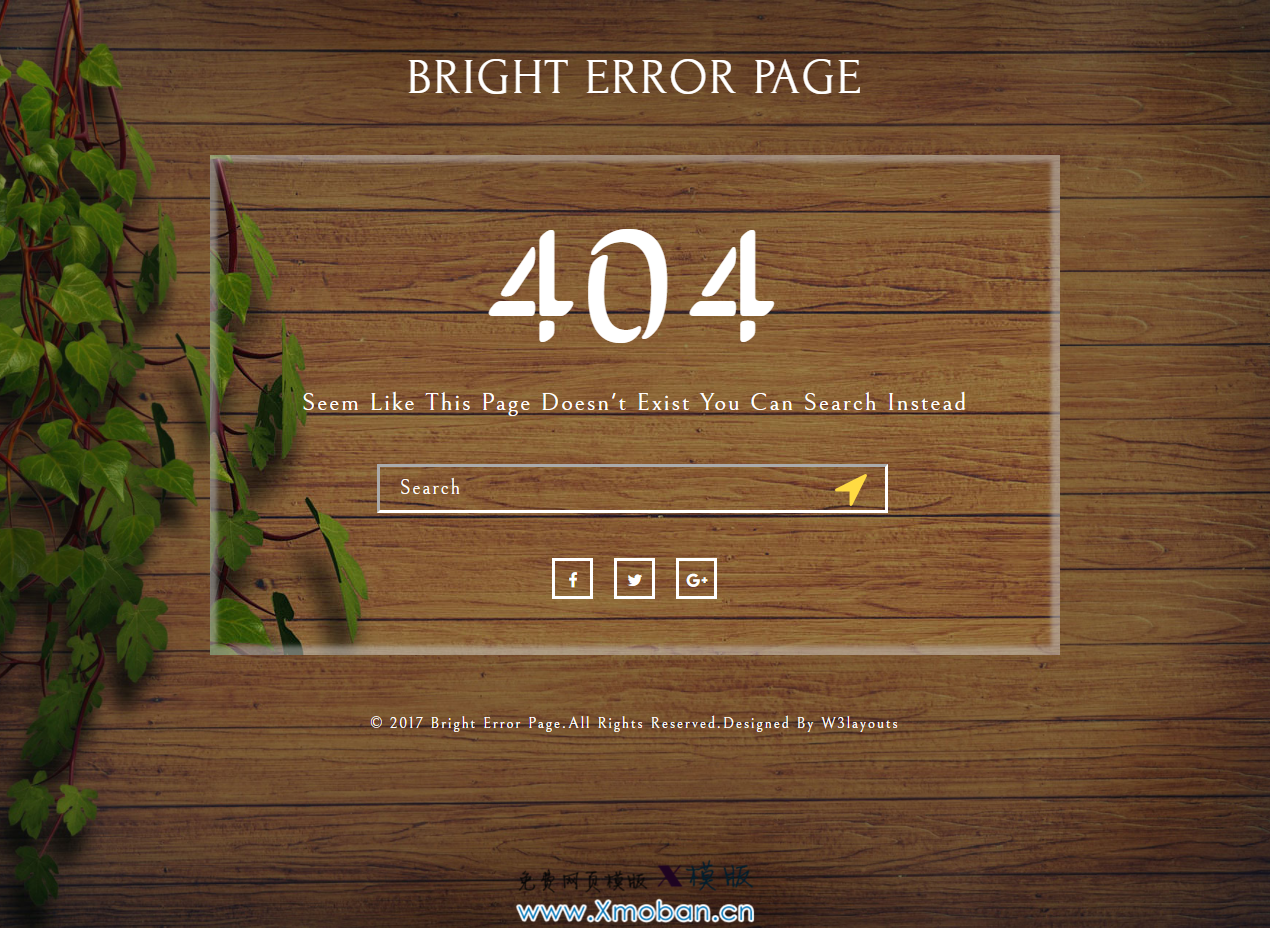 BRIGHT ERROR PAGE
404
Seem Like This Page Doesn't Exist You Can Search Instead
Search
© 2017 Bright Error Page.All Rights Reserved.Designed By W3layouts
免费网页模版 X模版
www.Xmoban.cn